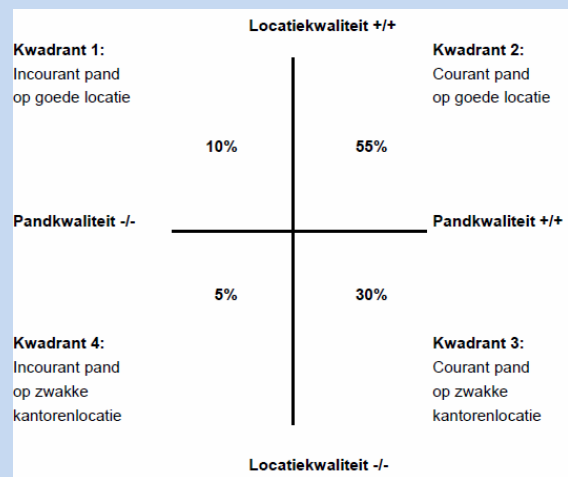 Locatiekwaliteit +/+
Kwadrant 1:
Incourant pand
op goede locatie
Kwadrant 2:
Courant pand
op goede locatie
10%
55%
Pandkwaliteit -/-
Pandkwaliteit +/+
5%
30%
Kwadrant 4:
Incourant pand
op zwakke
kantorenlocatie
Kwadrant 3:
Courant pand
op zwakke
kantorenlocatie
Locatiekwaliteit -/-